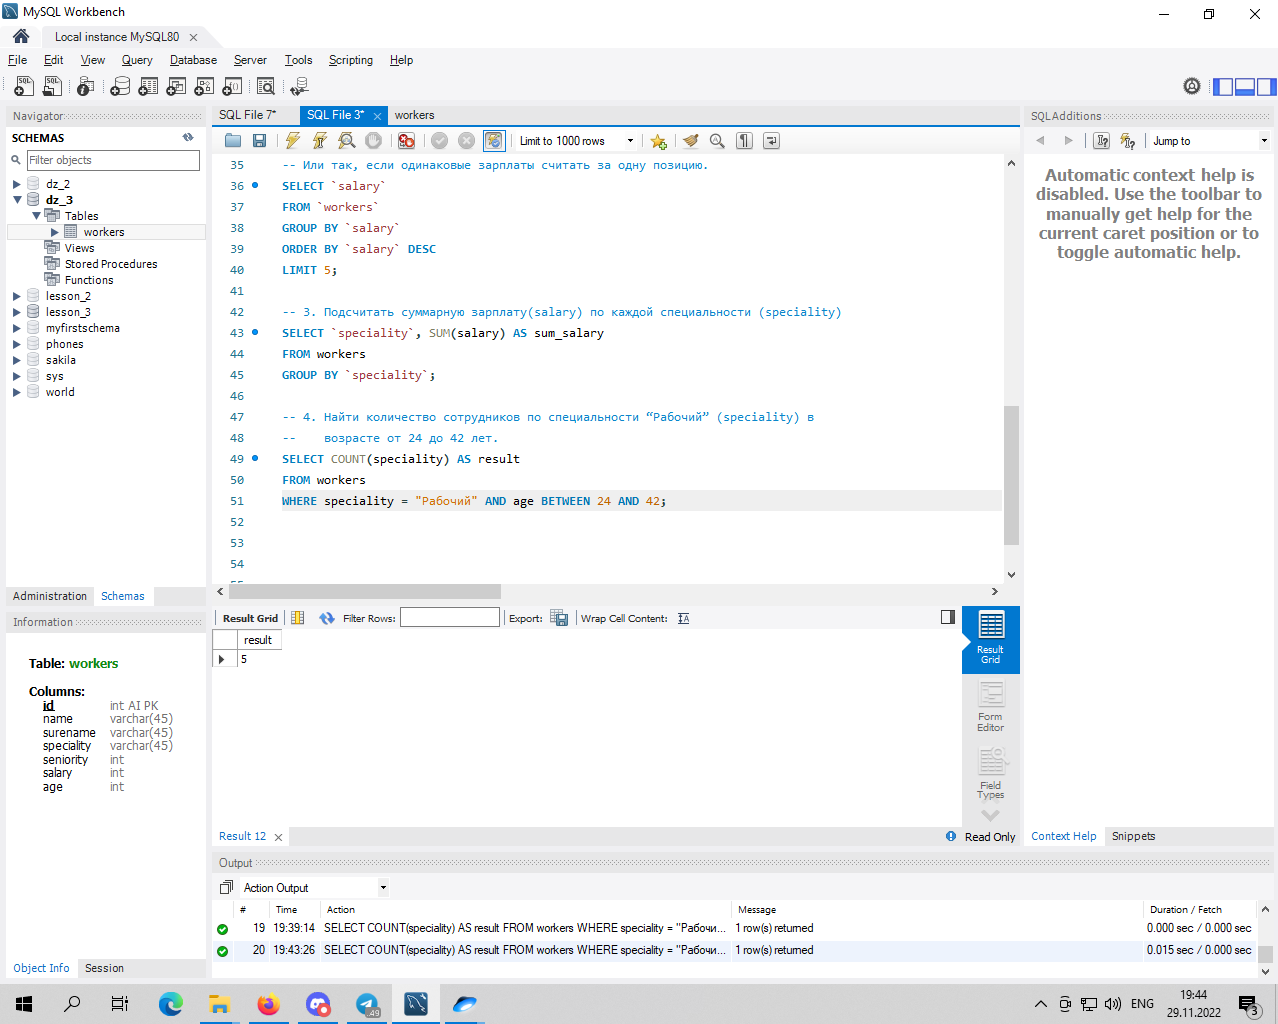 MySQL Workbench
Local instance MySQL80
File Edit View Query Database Server Tools Scripting Help
Navigator
SCHEMAS
Filter objects
dz_2
dz_3
Tables
workers
Views
Stored Procedures
Functions
lesson_2
lesson_3
myfirstschema
phones
sakila
sys
world
Administration Schemas
Information
Table: workers
Columns:
id int AI PK
name varchar(45)
surename varchar(45)
speciality varchar(45)
seniority int
salary int
age int
Object Info Session
SQL File 7* SQL File 3* workers
Limit to 1000 rows
35 -- Или так, если одинаковые зарплаты считать за одну позицию.
36 SELECT `salary`
37 FROM `workers`
38 GROUP BY `salary`
39 ORDER BY `salary` DESC
40 LIMIT 5;
41
42 -- 3. Подсчитать суммарную зарплату(salary) по каждой специальности (speciality)
43 SELECT `speciality`, SUM(salary) AS sum_salary
44 FROM workers
45 GROUP BY `speciality`;
46
47 -- 4. Найти количество сотрудников по специальности “Рабочий” (speciality) в
48 -- возрасте от 24 до 42 лет.
49 SELECT COUNT(speciality) AS result
50 FROM workers
51 WHERE speciality = "Рабочий" AND age BETWEEN 24 AND 42;
52
53
54
Result Grid Filter Rows: Export: Wrap Cell Content:
result
5
Result Grid
Form Editor
Field Types
Result 12
Read Only
SQLAdditions
Jump to
Automatic context help is
disabled. Use the toolbar to
manually get help for the
current caret position or to
toggle automatic help.
Context Help Snippets
Output
Action Output
# Time Action Message Duration / Fetch
19 19:39:14 SELECT COUNT(speciality) AS result FROM workers WHERE speciality = "Рабочи... 1 row(s) returned 0.000 sec / 0.000 sec
20 19:43:26 SELECT COUNT(speciality) AS result FROM workers WHERE speciality = "Рабочи... 1 row(s) returned 0.015 sec / 0.000 sec
.49
ENG
19:44
29.11.2022
3